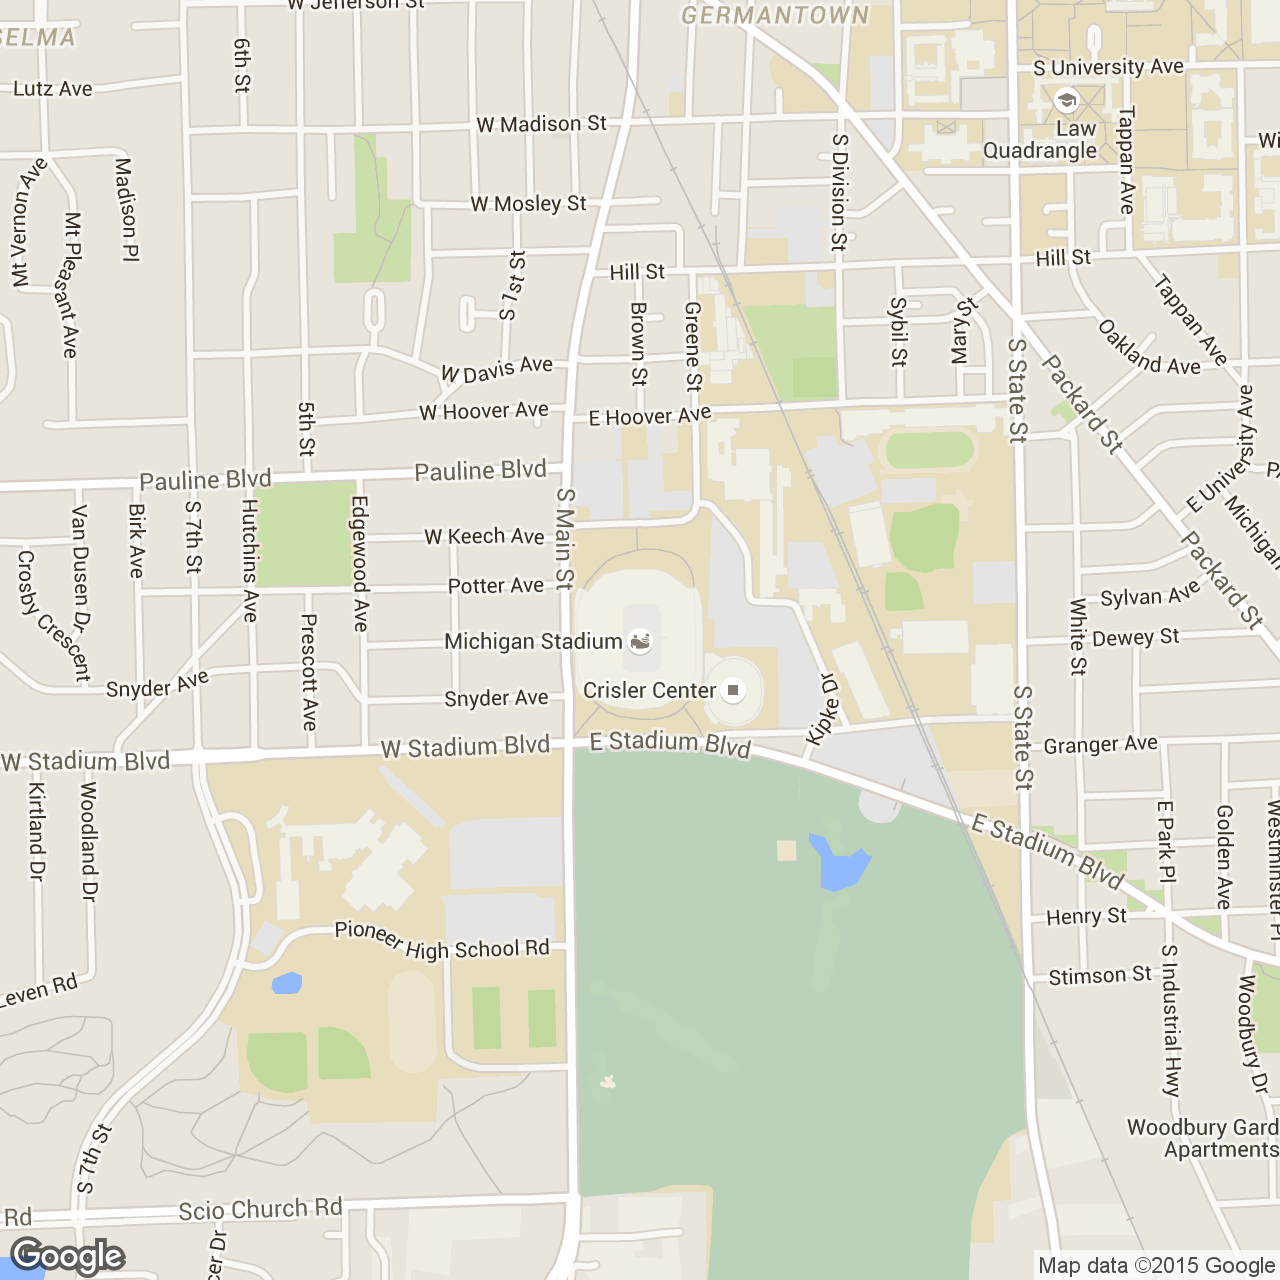 W Jefferson St
GERMANTOWN
SELMA
6th St
Lutz Ave
S University Ave
Law
Quadrangle
Tappan Ave
W Madison St
S Division St
Mt Vernon Ave
Madison Pl
Mt Pleasant Ave
W Mosley St
S 1st St
Hill St
Hill St
Brown St
Greene St
Sybil St
Mary St
Tappan Ave
Oakland Ave
S State St
Packard St
W Davis Ave
W Hoover Ave
E Hoover Ave
5th St
E University Ave
Pauline Blvd
Pauline Blvd
S Main St
Michigan
Packard St
Van Dusen Dr
Birk Ave
S 7th St
Hutchins Ave
Edgewood Ave
W Keech Ave
Potter Ave
Crosby Crescent
Prescott Ave
Michigan Stadium
Crisler Center
Sylvan Ave
White St
Dewey St
Snyder Ave
Snyder Ave
Kipke Dr
S State St
Granger Ave
W Stadium Blvd
W Stadium Blvd
E Stadium Blvd
E Stadium Blvd
Kirtland Dr
Woodland Dr
E Park Pl
Golden Ave
Westminster Pl
Pioneer High School Rd
Henry St
Stimson St
S Industrial Hwy
Woodbury Dr
Leven Rd
S 7th St
Woodbury Gard
Apartments
Scio Church Rd
Rd
cer Dr
Google
Map data ©2015 Google